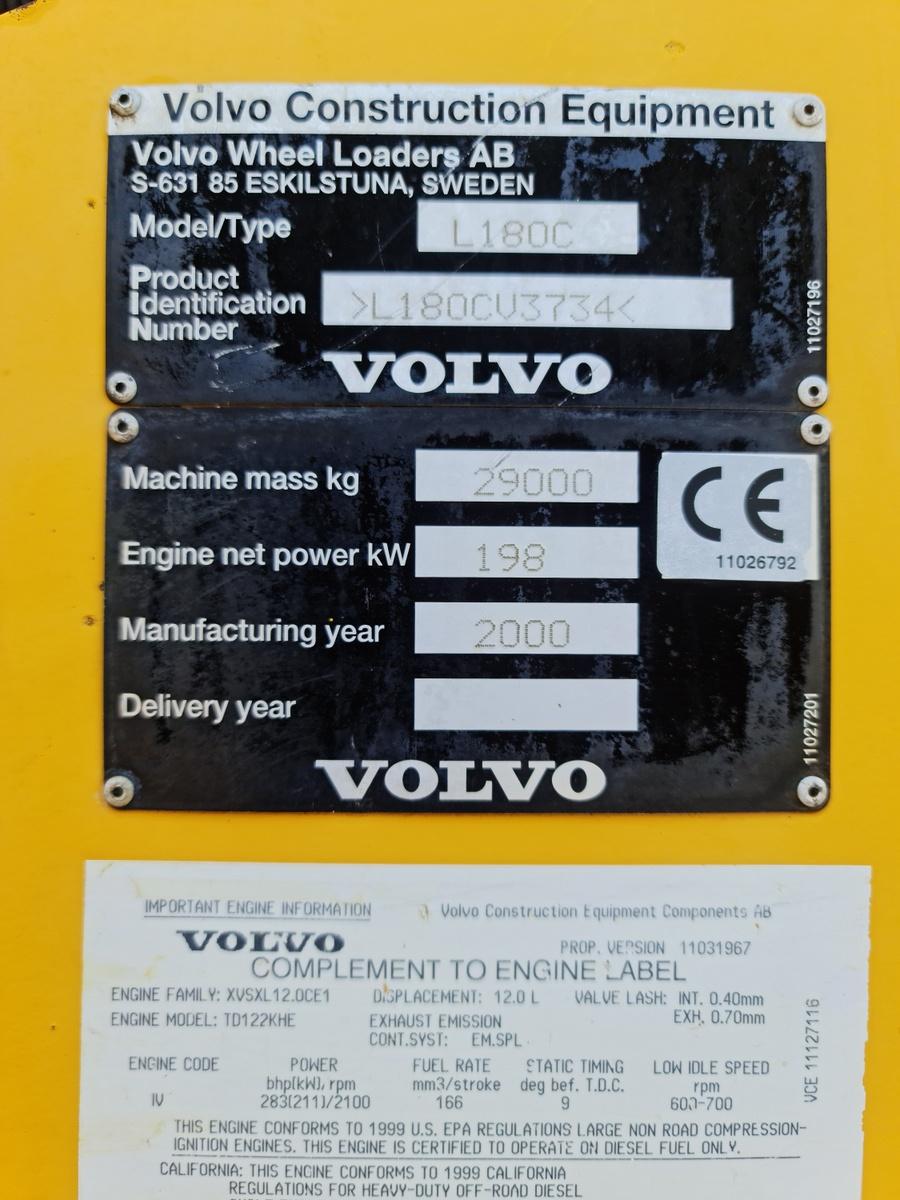 Volvo Construction Equipment
Volvo Wheel Loaders AB
S-631 85 ESKILSTUNA, SWEDEN
Model/Type L180C
Product
Identification
Number
>L180CV3734<
11027196
VOLVO
Machine mass kg 29000
CE
11026792
Engine net power kW 198
Manufacturing year 2000
Delivery year
11027201
VOLVO
IMPORTANT ENGINE INFORMATION Volvo Construction Equipment Components AB
VOLVO PROP. VERSION 11031967
COMPLEMENT TO ENGINE LABEL
ENGINE FAMILY: XVSXL12.0CE1 DISPLACEMENT: 12.0 L VALVE LASH: INT. 0.40mm
ENGINE MODEL: TD122KHE EXHAUST EMISSION EXH. 0.70mm
CONT.SYST: EM.SPL
VCE 11127116
ENGINE CODE POWER FUEL RATE STATIC TIMING LOW IDLE SPEED
bhp(kW), rpm mm3/stroke deg bef. T.D.C. rpm
IV 283(211)/2100 166 9 600-700
THIS ENGINE CONFORMS TO 1999 U.S. EPA REGULATIONS LARGE NON ROAD COMPRESSION-
IGNITION ENGINES. THIS ENGINE IS CERTIFIED TO OPERATE ON DIESEL FUEL ONLY.
CALIFORNIA: THIS ENGINE CONFORMS TO 1999 CALIFORNIA
REGULATIONS FOR HEAVY-DUTY OFF-ROAD DIESEL